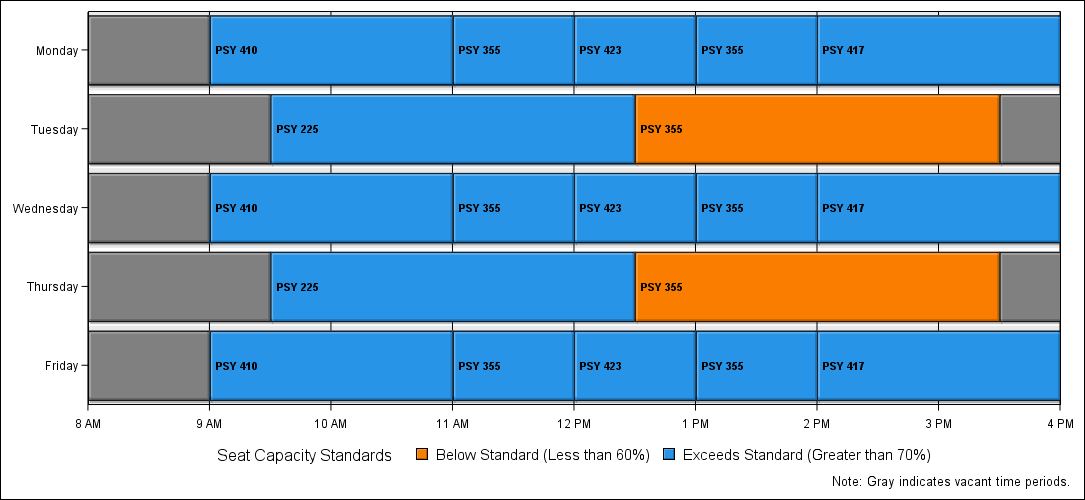 Monday
PSY 410 PSY 355 PSY 423 PSY 355 PSY 417
Tuesday
PSY 225 PSY 355
Wednesday
PSY 410 PSY 355 PSY 423 PSY 355 PSY 417
Thursday
PSY 225 PSY 355
Friday
PSY 410 PSY 355 PSY 423 PSY 355 PSY 417
8 AM 9 AM 10 AM 11 AM 12 PM 1 PM 2 PM 3 PM 4 PM
Seat Capacity Standards Below Standard (Less than 60%) Exceeds Standard (Greater than 70%)
Note: Gray indicates vacant time periods.